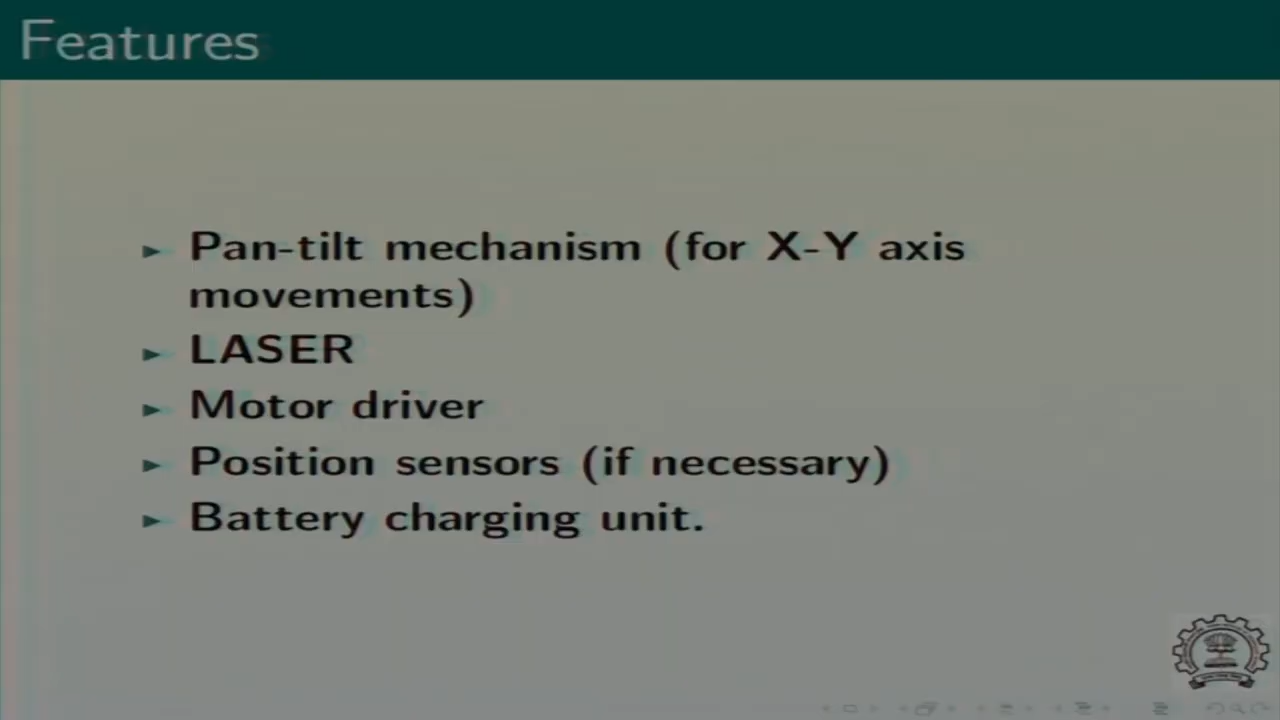 Features
Pan-tilt mechanism (for X-Y axis
movements)
LASER
Motor driver
Position sensors (if necessary)
Battery charging unit.